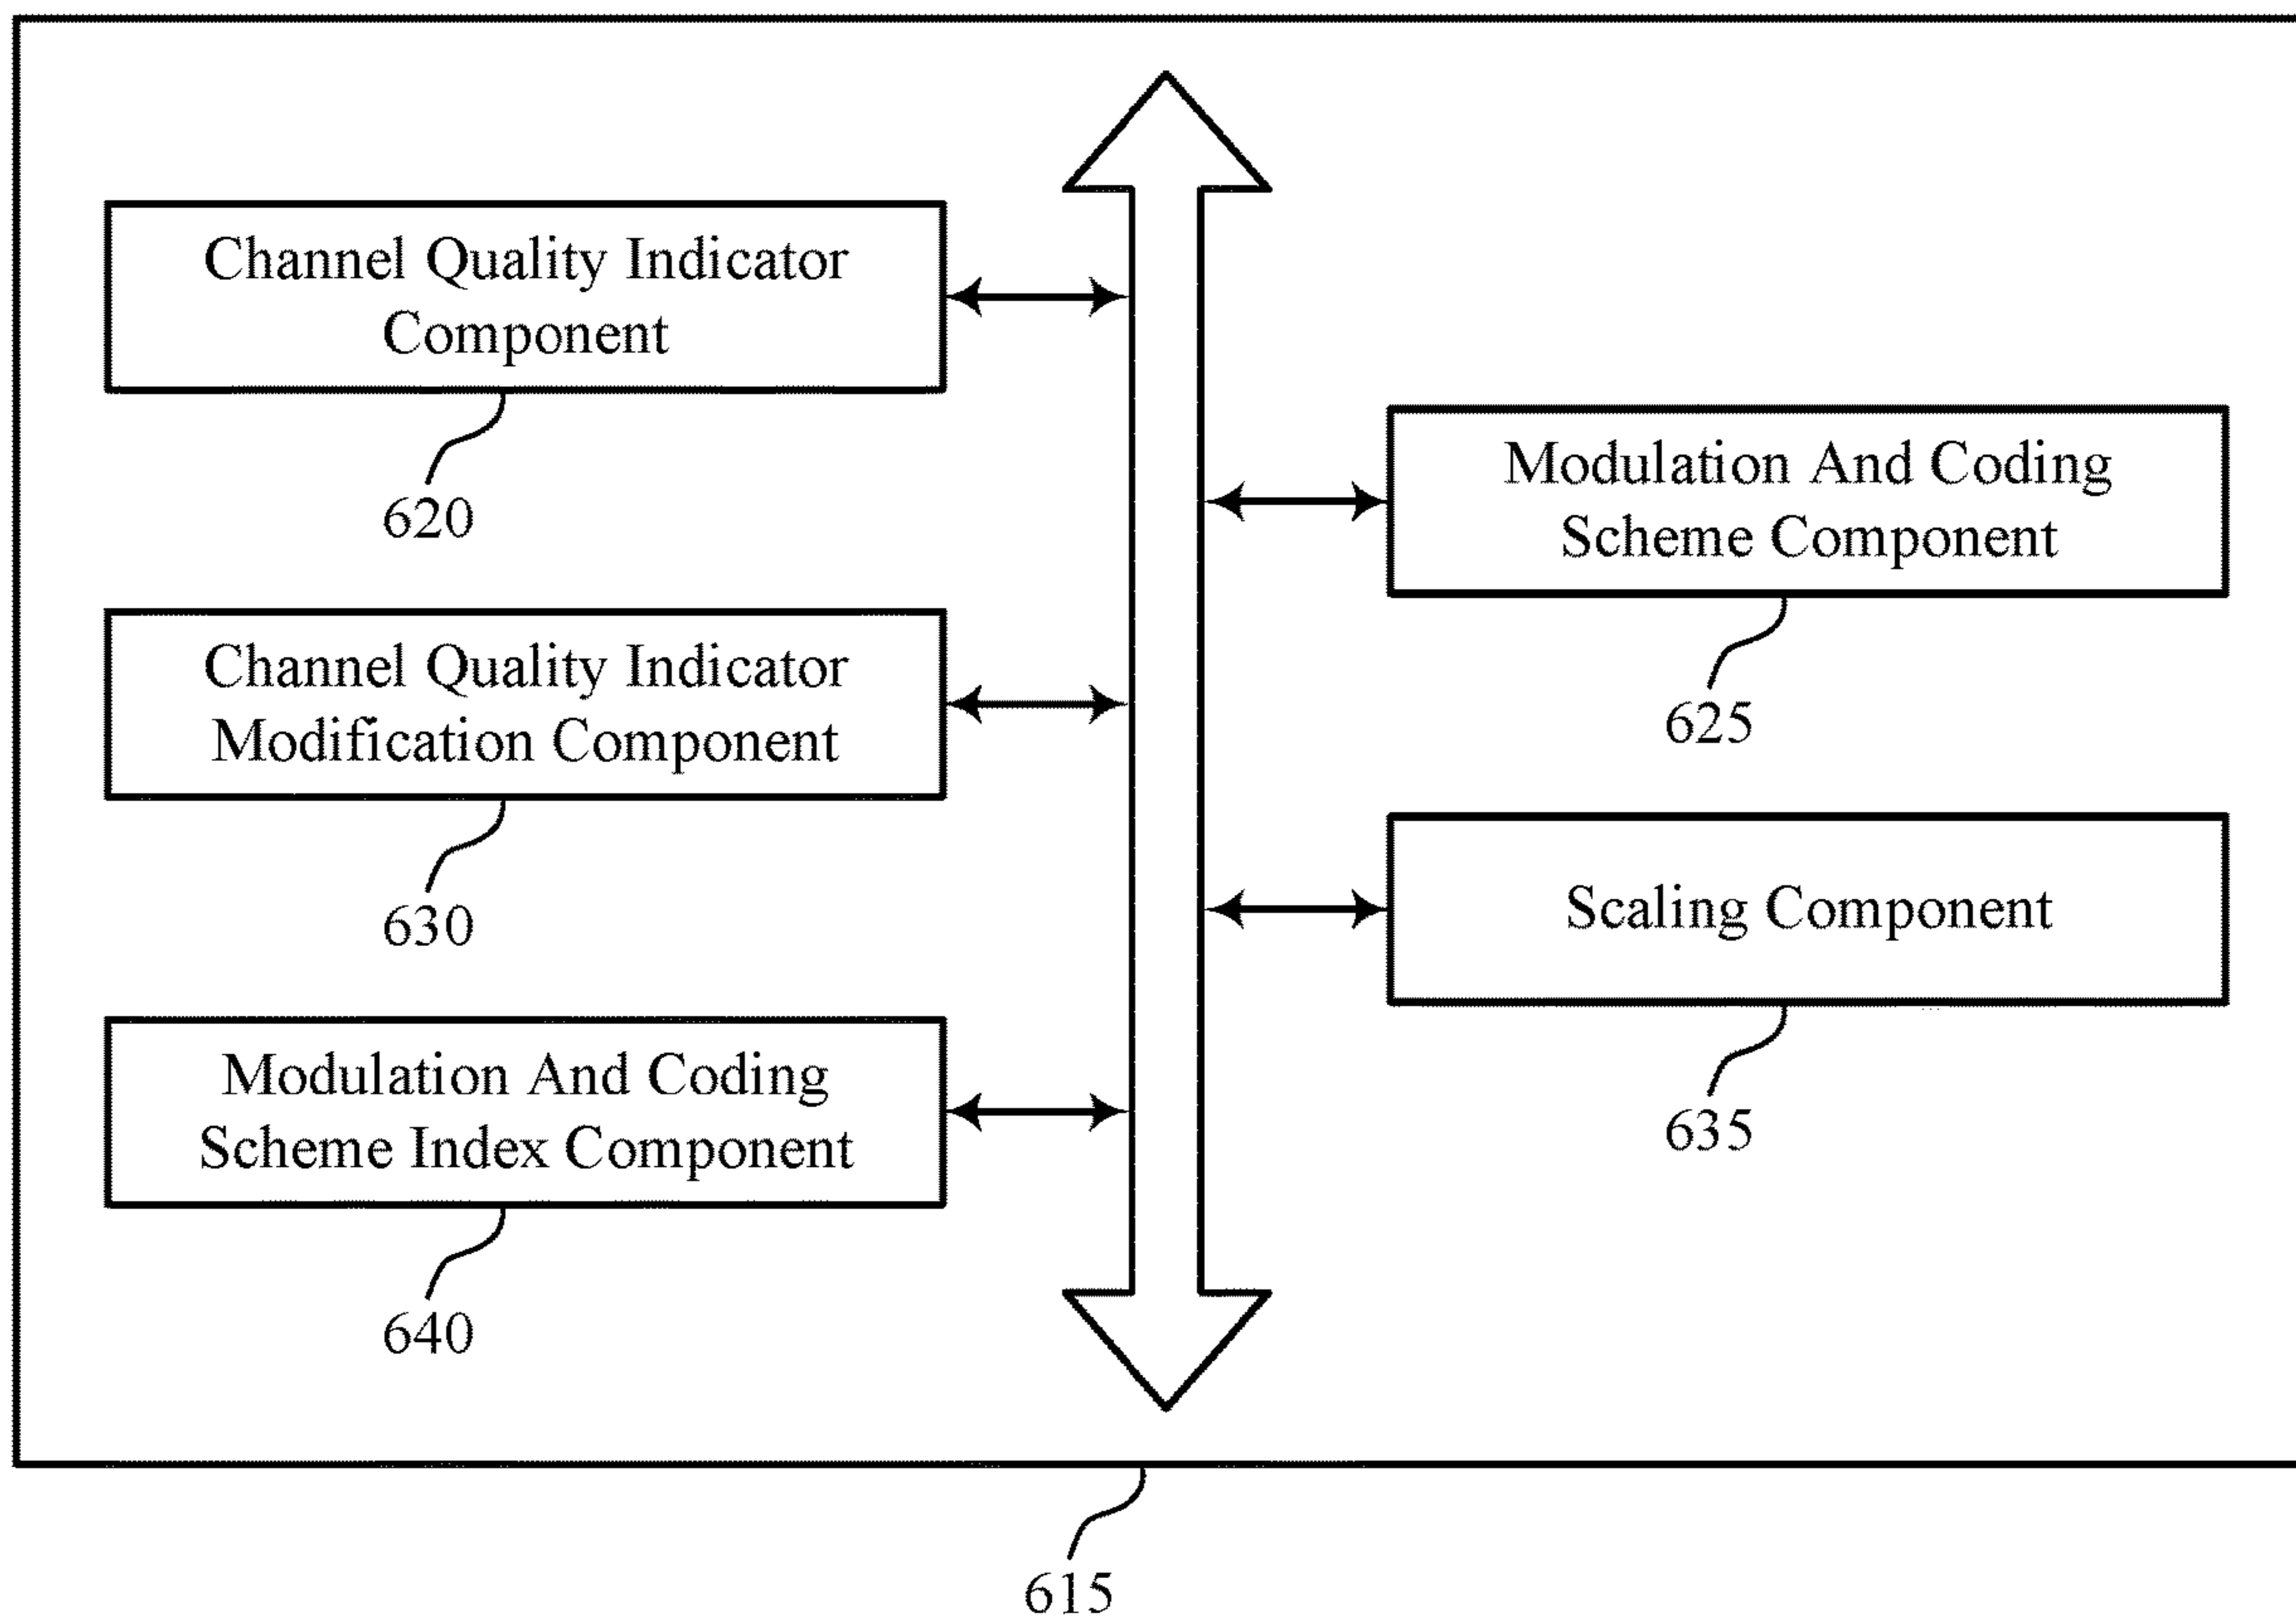 Channel Quality Indicator
Component
620
Modulation And Coding
Scheme Component
625
Channel Quality Indicator
Modification Component
630
Scaling Component
635
Modulation And Coding
Scheme Index Component
640
615